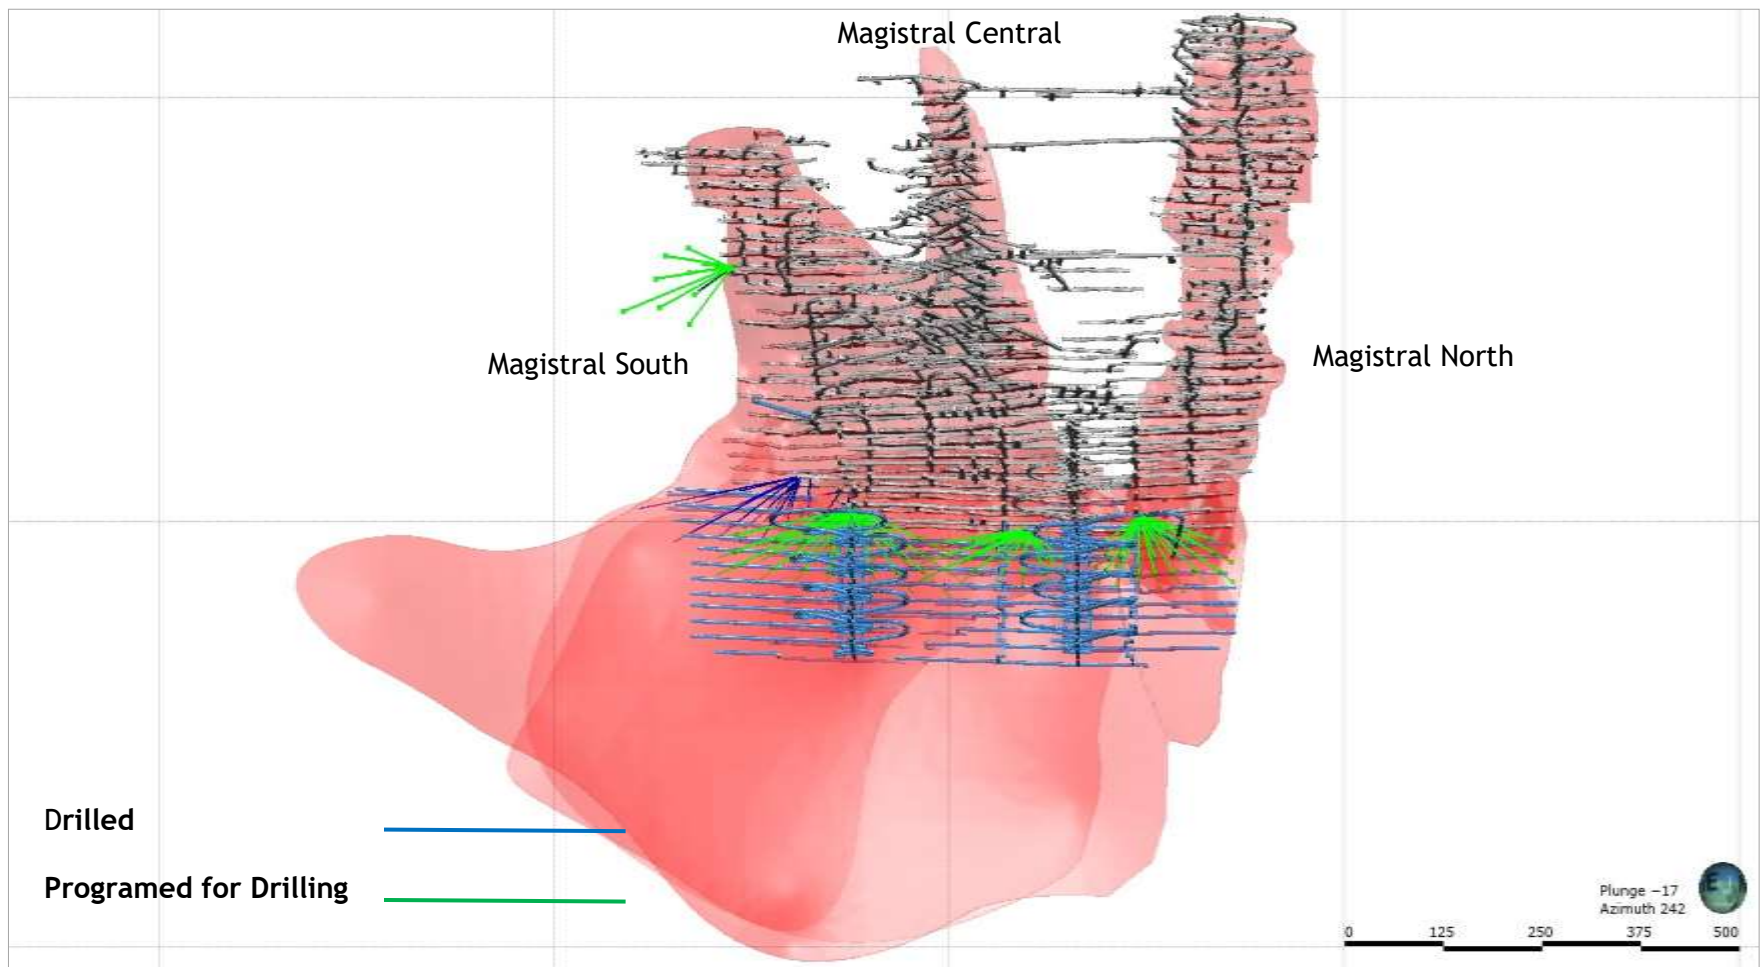 Magistral Central
Magistral South
Magistral North
Drilled
Programed for Drilling
Plunge −17
Azimuth 242
0 125 250 375 500